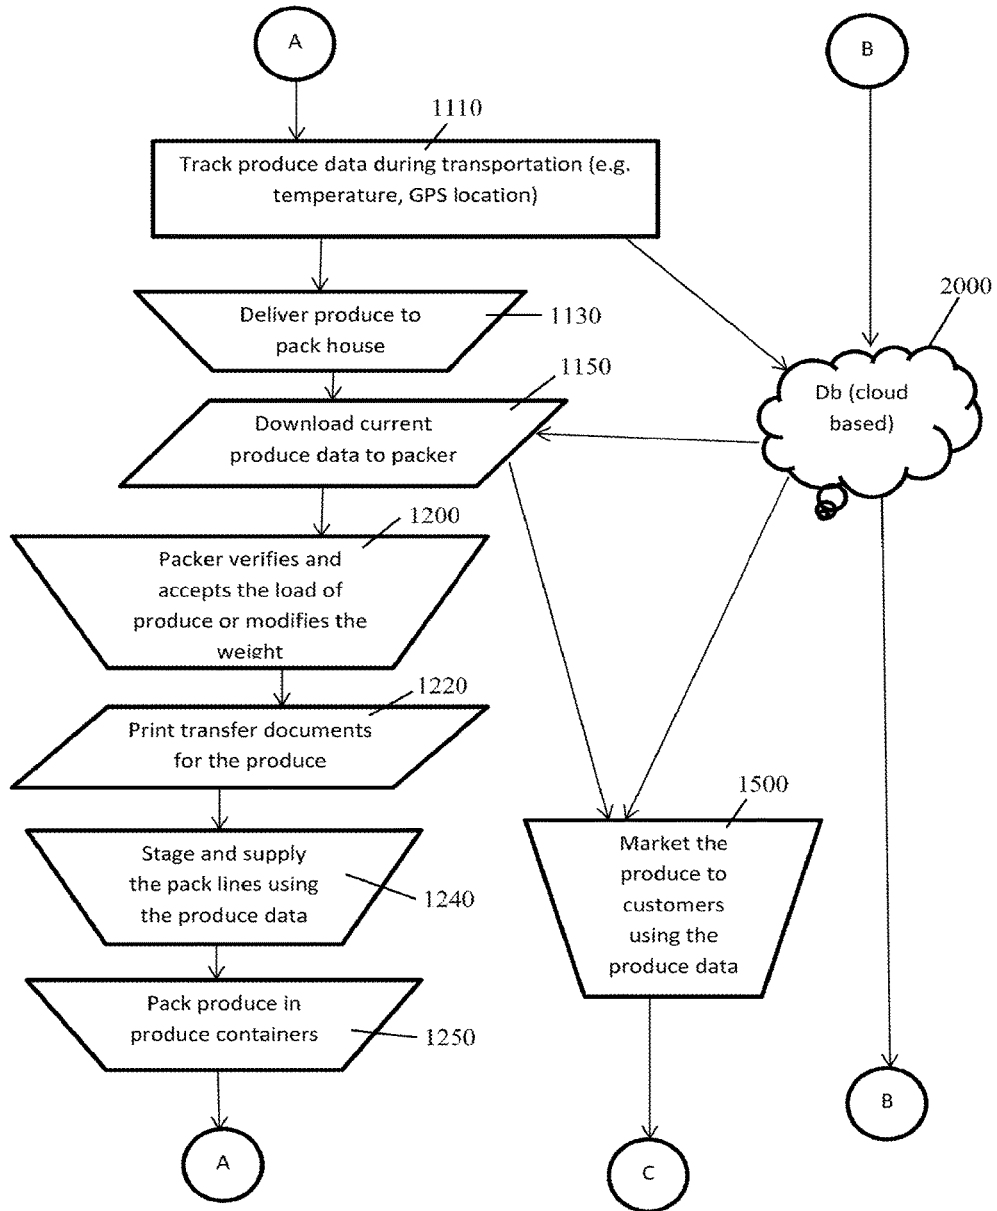 A
B
1110
Track produce data during transportation (e.g.
temperature, GPS location)
2000
Deliver produce to
pack house
1130
1150
Db (cloud
based)
Download current
produce data to packer
1200
Packer verifies and
accepts the load of
produce or modifies the
weight
1220
Print transfer documents
for the produce
1500
Stage and supply
the pack lines using
the produce data
1240
Market the
produce to
customers
using the
produce data
Pack produce in
produce containers
1250
B
A
C